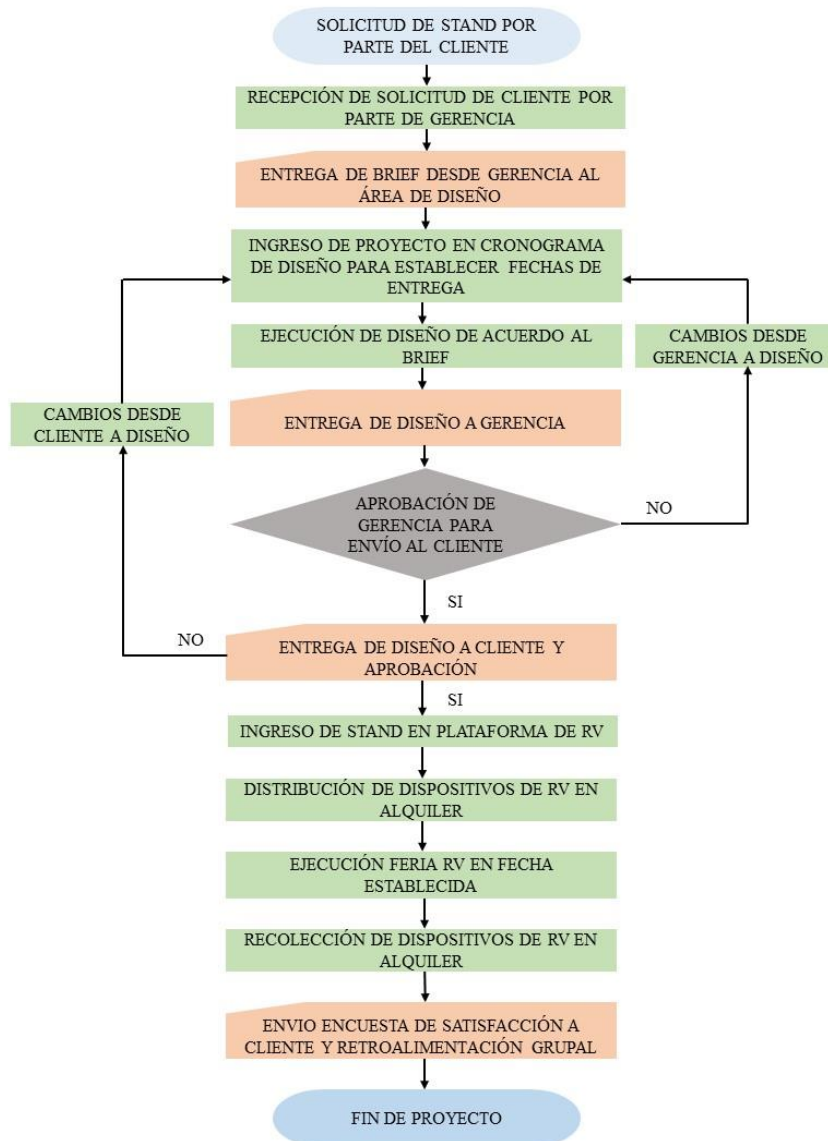 SOLICITUD DE STAND POR
PARTE DEL CLIENTE
RECEPCIÓN DE SOLICITUD DE CLIENTE POR
PARTE DE GERENCIA
ENTREGA DE BRIEF DESDE GERENCIA AL
ÁREA DE DISEÑO
INGRESO DE PROYECTO EN CRONOGRAMA
DE DISEÑO PARA ESTABLECER FECHAS DE
ENTREGA
EJECUCIÓN DE DISEÑO DE ACUERDO AL
BRIEF
CAMBIOS DESDE
GERENCIA A DISEÑO
CAMBIOS DESDE
CLIENTE A DISEÑO
ENTREGA DE DISEÑO A GERENCIA
APROBACIÓN DE
GERENCIA PARA
ENVÍO AL CLIENTE
NO
SI
NO
ENTREGA DE DISEÑO A CLIENTE Y
APROBACIÓN
SI
INGRESO DE STAND EN PLATAFORMA DE RV
DISTRIBUCIÓN DE DISPOSITIVOS DE RV EN
ALQUILER
EJECUCIÓN FERIA RV EN FECHA
ESTABLECIDA
RECOLECCIÓN DE DISPOSITIVOS DE RV EN
ALQUILER
ENVIO ENCUESTA DE SATISFACCIÓN A
CLIENTE Y RETROALIMENTACIÓN GRUPAL
FIN DE PROYECTO